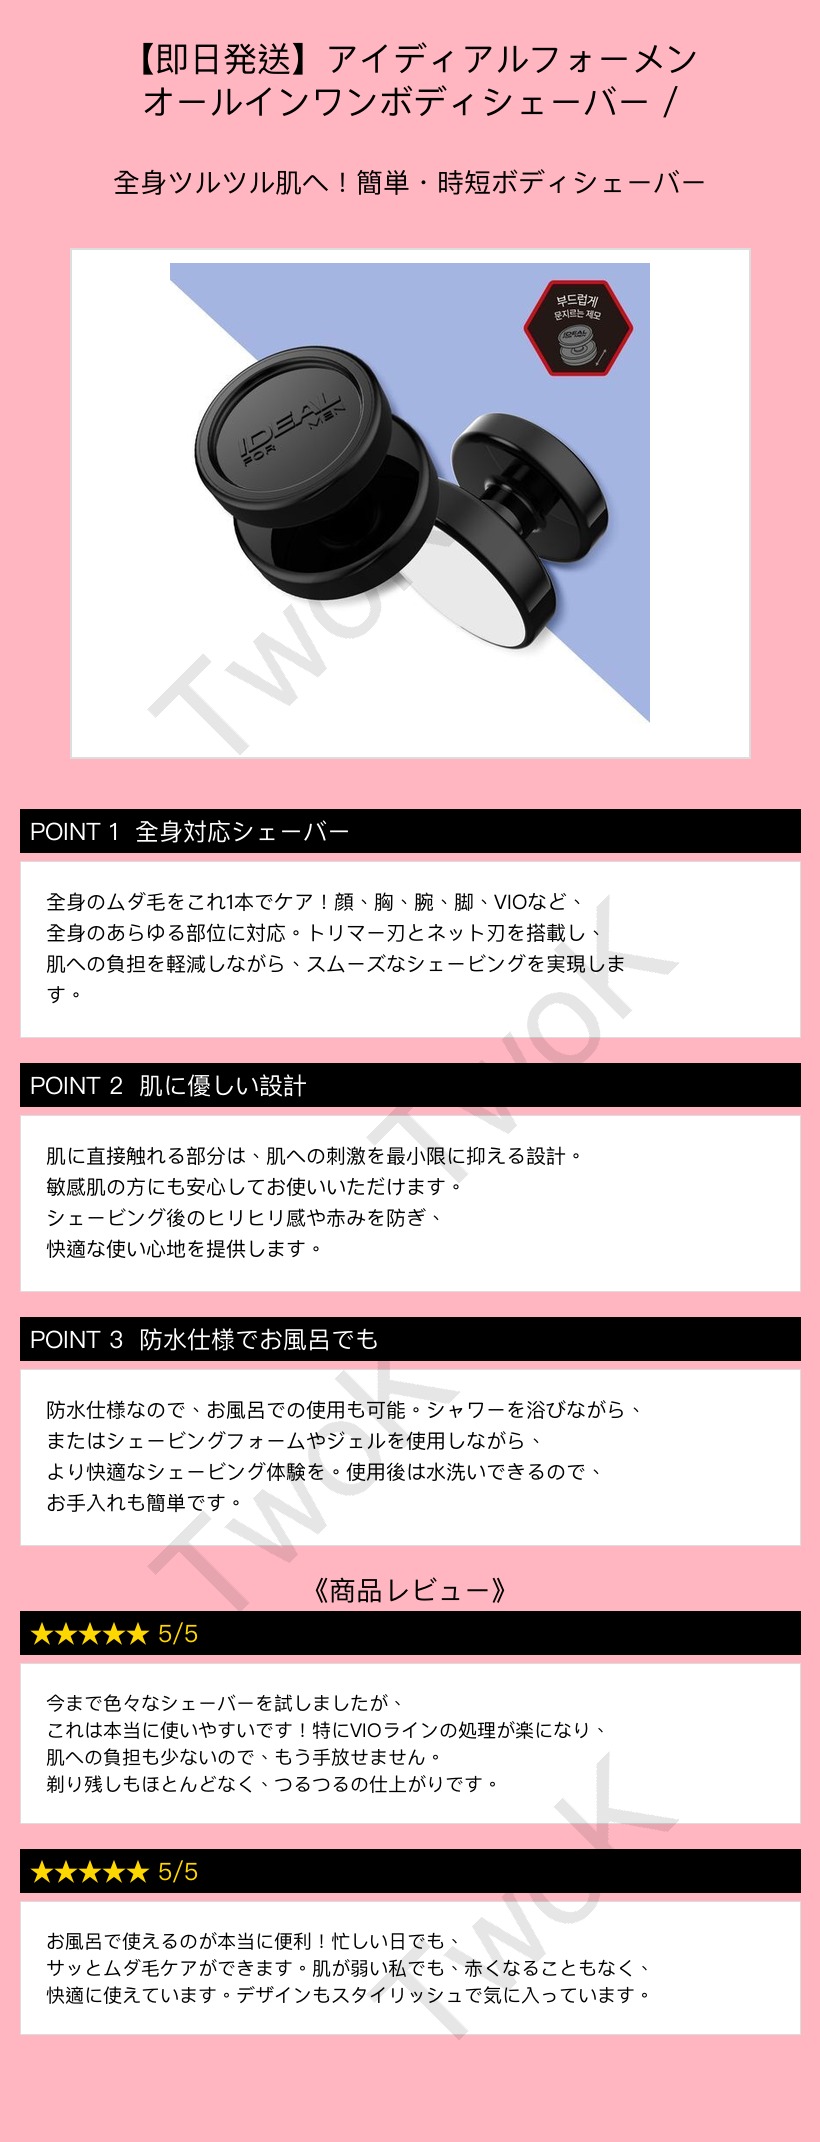 【即日発送】アイディアルフォーメン
オールインワンボディシェーバー /
全身ツルツル肌へ！簡単・時短ボディシェーバー
부드럽게
문지르는 제모
IDEAL
FOR MEN
IDEAL
FOR MEN
TwoK
POINT 1 全身対応シェーバー
全身のムダ毛をこれ1本でケア！顔、胸、腕、脚、VIOなど、
全身のあらゆる部位に対応。トリマー刃とネット刃を搭載し、
肌への負担を軽減しながら、スムーズなシェービングを実現しま
す。
TwoK
POINT 2 肌に優しい設計
肌に直接触れる部分は、肌への刺激を最小限に抑える設計。
敏感肌の方にも安心してお使いいただけます。
シェービング後のヒリヒリ感や赤みを防ぎ、
快適な使い心地を提供します。
POINT 3 防水仕様でお風呂でも
防水仕様なので、お風呂での使用も可能。シャワーを浴びながら、
またはシェービングフォームやジェルを使用しながら、
より快適なシェービング体験を。使用後は水洗いできるので、
お手入れも簡単です。
TwoK
《商品レビュー》
★★★★★ 5/5
今まで色々なシェーバーを試しましたが、
これは本当に使いやすいです！特にVIOラインの処理が楽になり、
肌への負担も少ないので、もう手放せません。
剃り残しもほとんどなく、つるつるの仕上がりです。
★★★★★ 5/5
お風呂で使えるのが本当に便利！忙しい日でも、
サッとムダ毛ケアができます。肌が弱い私でも、赤くなることもなく、
快適に使えています。デザインもスタイリッシュで気に入っています。
TwoK